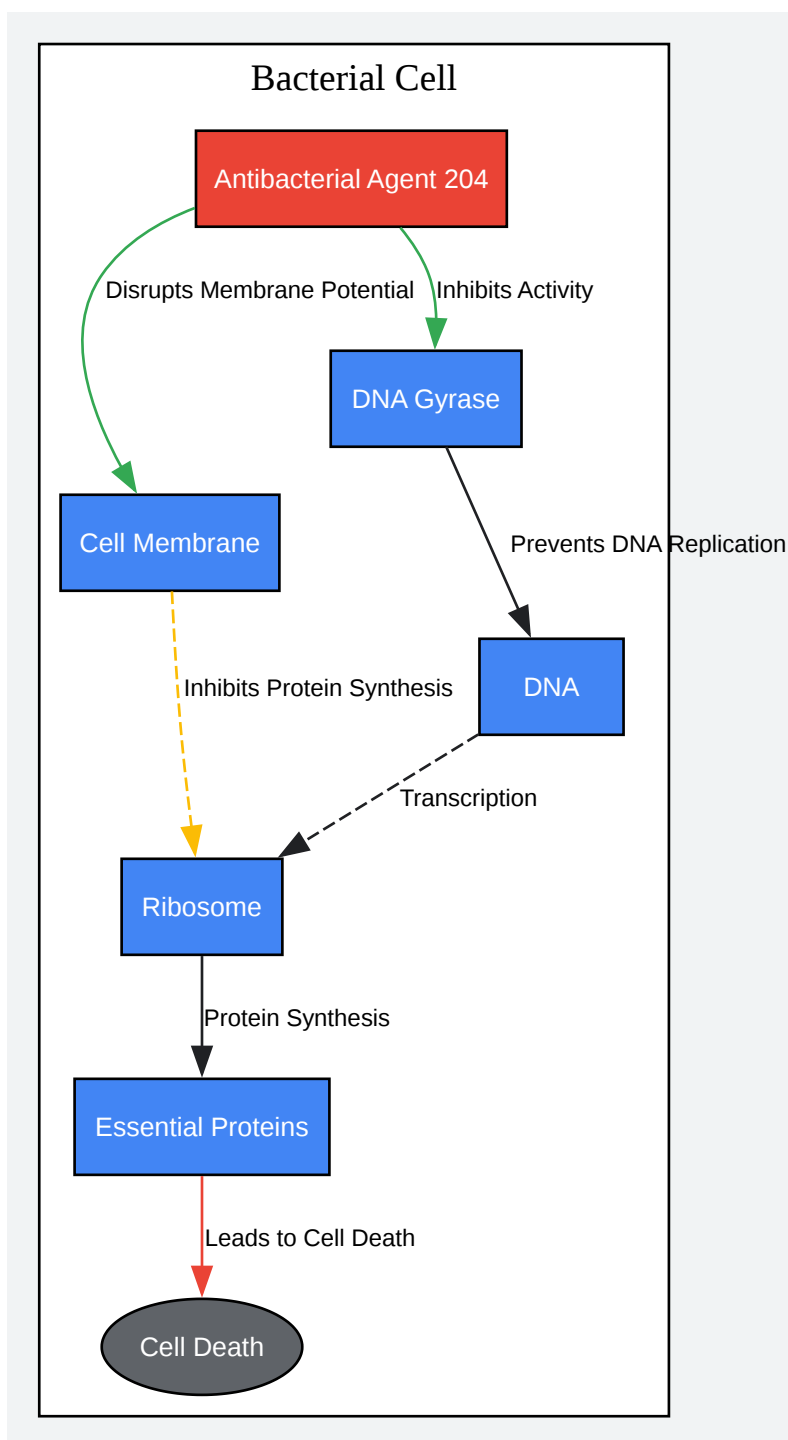 Bacterial Cell
Antibacterial Agent 204
Disrupts Membrane Potential
Inhibits Activity
DNA Gyrase
Cell Membrane
Prevents DNA Replication
Inhibits Protein Synthesis
DNA
Transcription
Ribosome
Protein Synthesis
Essential Proteins
Leads to Cell Death
Cell Death